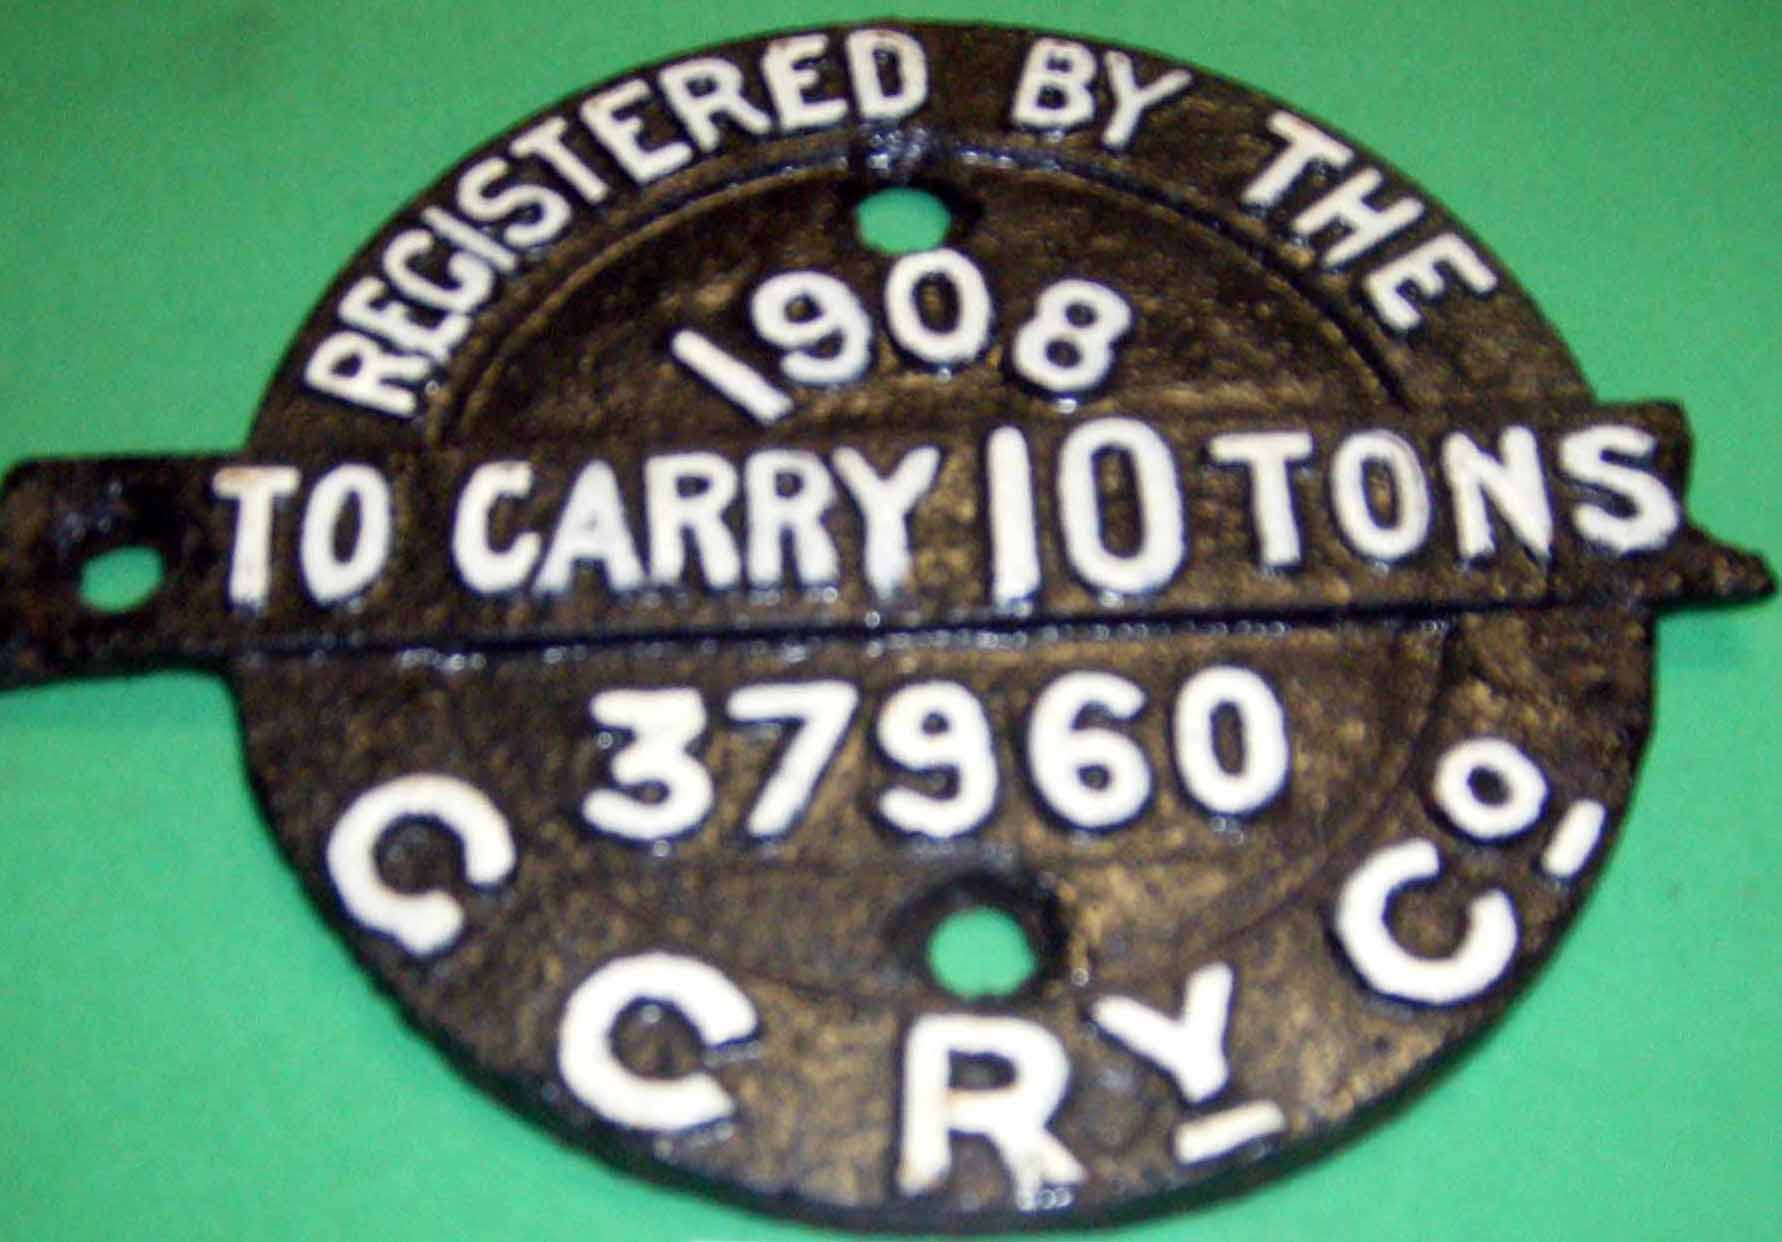 REGISTERED BY THE
1908
TO CARRY 10 TONS
37960
G C RY CO